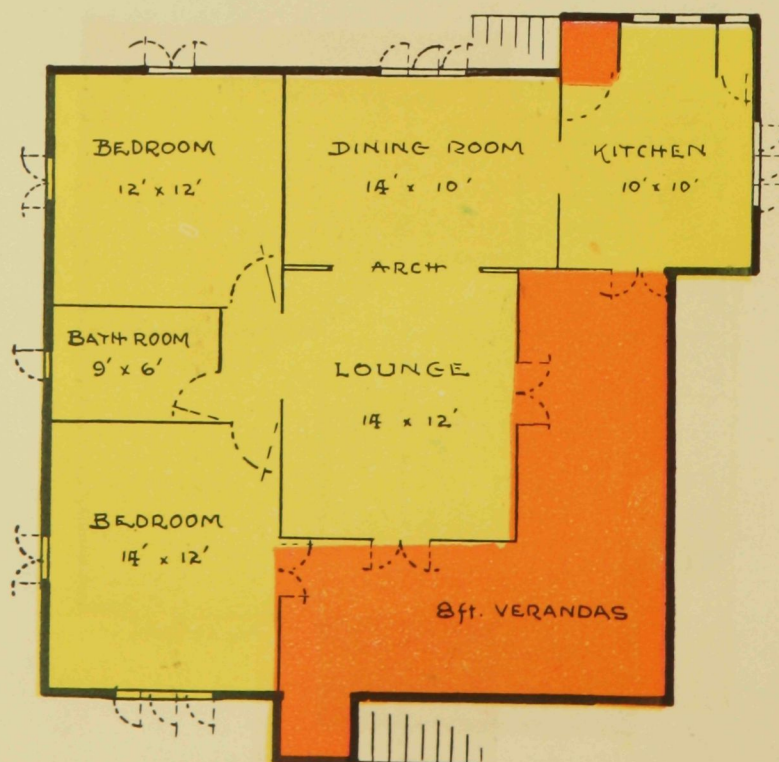 BEDROOM
12' x 12'
DINING ROOM
14' x 10'
KITCHEN
10' x 10'
ARCH
BATH ROOM
9' x 6'
LOUNGE
14 x 12'
BEDROOM
14' x 12'
8ft. VERANDAS